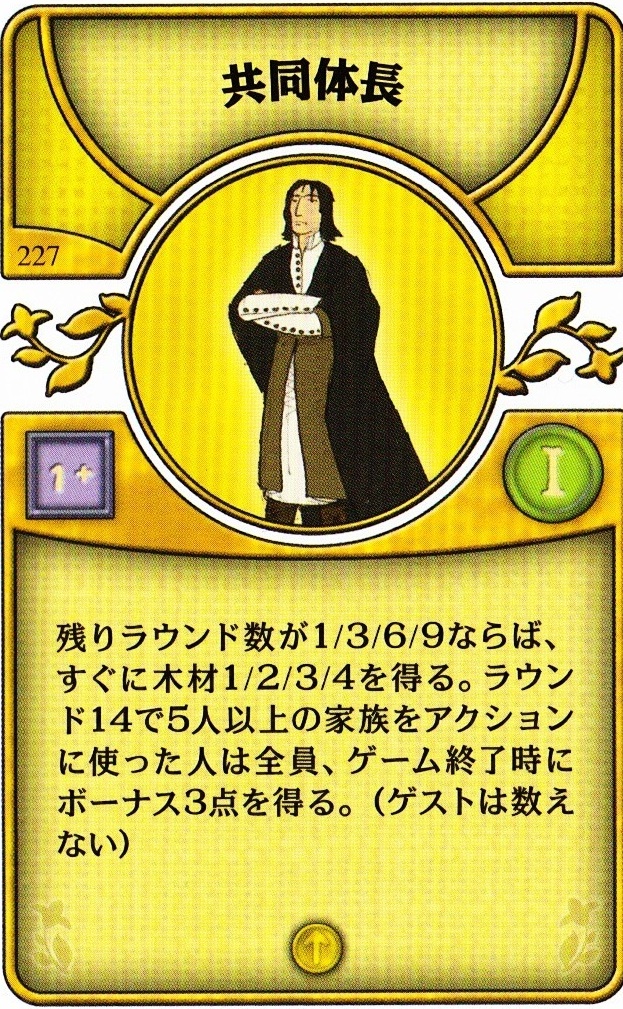 共同体長
227
1+
I
残りラウンド数が1/3/6/9ならば、
すぐに木材1/2/3/4を得る。ラウン
ド14で5人以上の家族をアクション
に使った人は全員、ゲーム終了時に
ボーナス3点を得る。(ゲストは数え
ない)